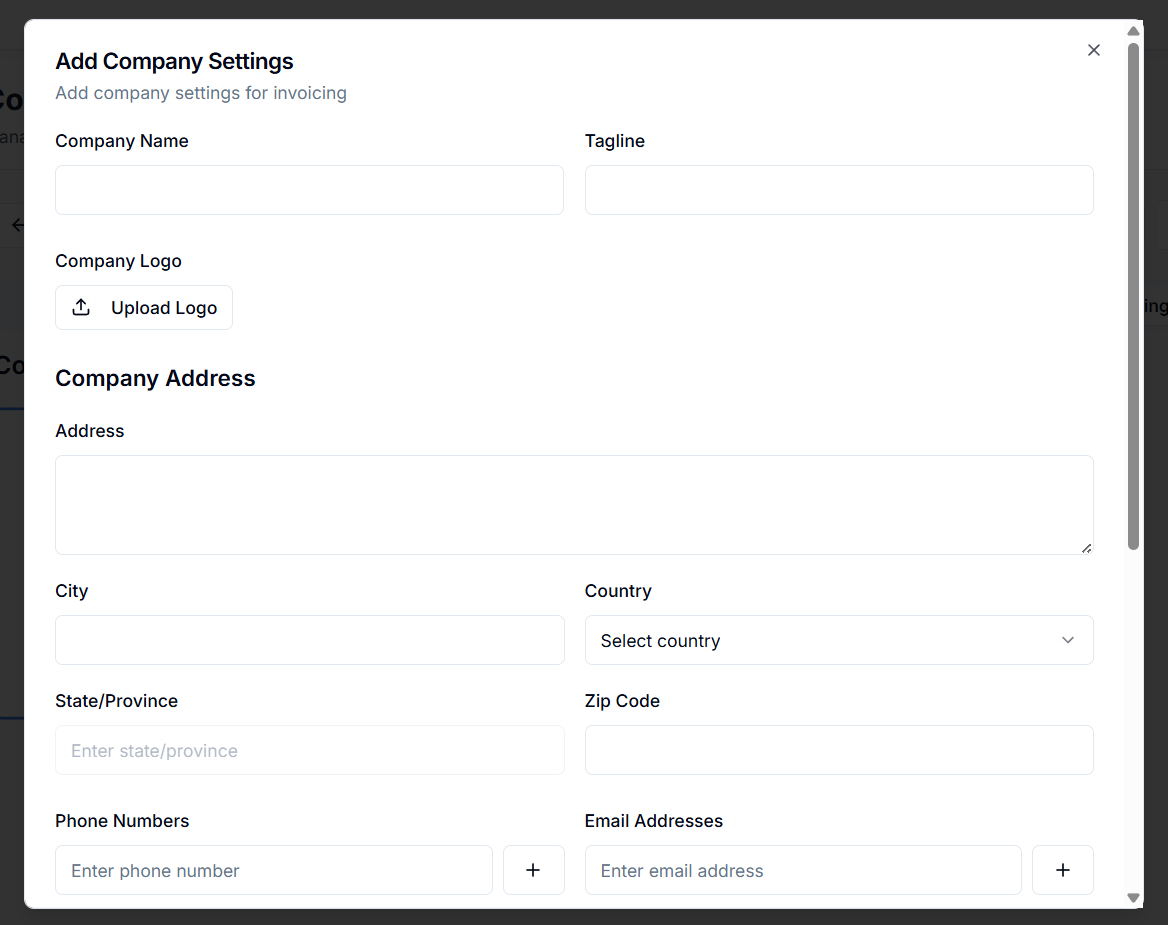 Add Company Settings
Add company settings for invoicing
Company Name
Tagline
Company Logo
Upload Logo
Company Address
Address
City
Country
Select country
State/Province
Zip Code
Enter state/province
Phone Numbers
Email Addresses
Enter phone number
Enter email address